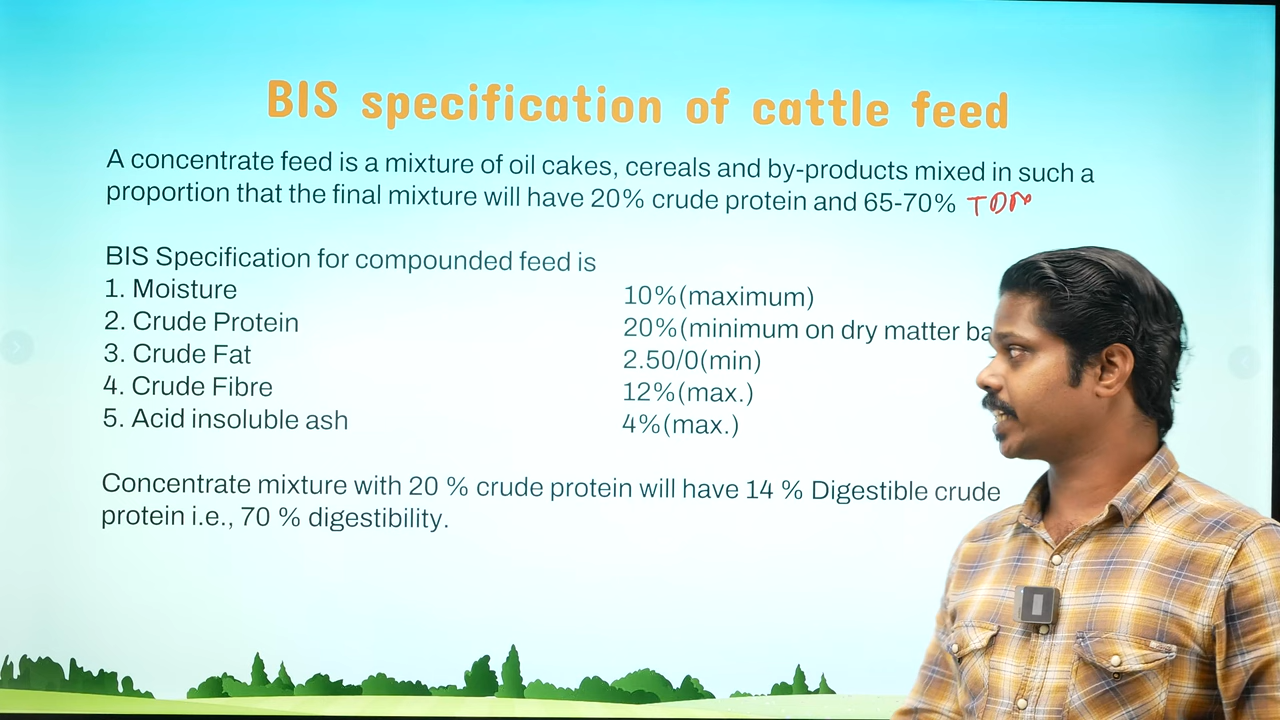 BIS specification of cattle feed
A concentrate feed is a mixture of oil cakes, cereals and by-products mixed in such a
proportion that the final mixture will have 20% crude protein and 65-70%
BIS Specification for compounded feed is
1. Moisture 10%(maximum)
2. Crude Protein 20%(minimum on dry matter
3. Crude Fat 2.50/0(min)
4. Crude Fibre 12%(max.)
5. Acid insoluble ash 4%(max.)
Concentrate mixture with 20 % crude protein will have 14 % Digestible crude
protein i.e., 70 % digestibility.